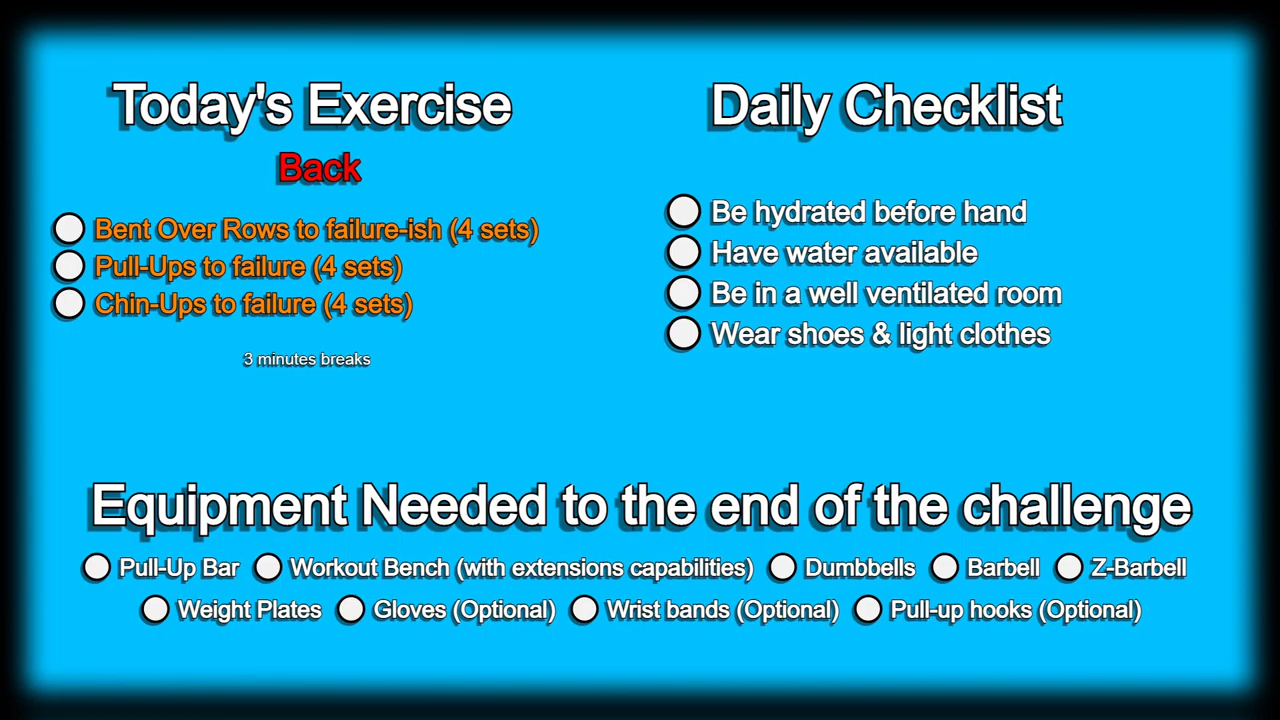 Today's Exercise
Back
Bent Over Rows to failure-ish (4 sets)
Pull-Ups to failure (4 sets)
Chin-Ups to failure (4 sets)
3 minutes breaks
Daily Checklist
Be hydrated before hand
Have water available
Be in a well ventilated room
Wear shoes & light clothes
Equipment Needed to the end of the challenge
Pull-Up Bar Workout Bench (with extensions capabilities) Dumbbells Barbell Z-Barbell
Weight Plates Gloves (Optional) Wrist bands (Optional) Pull-up hooks (Optional)